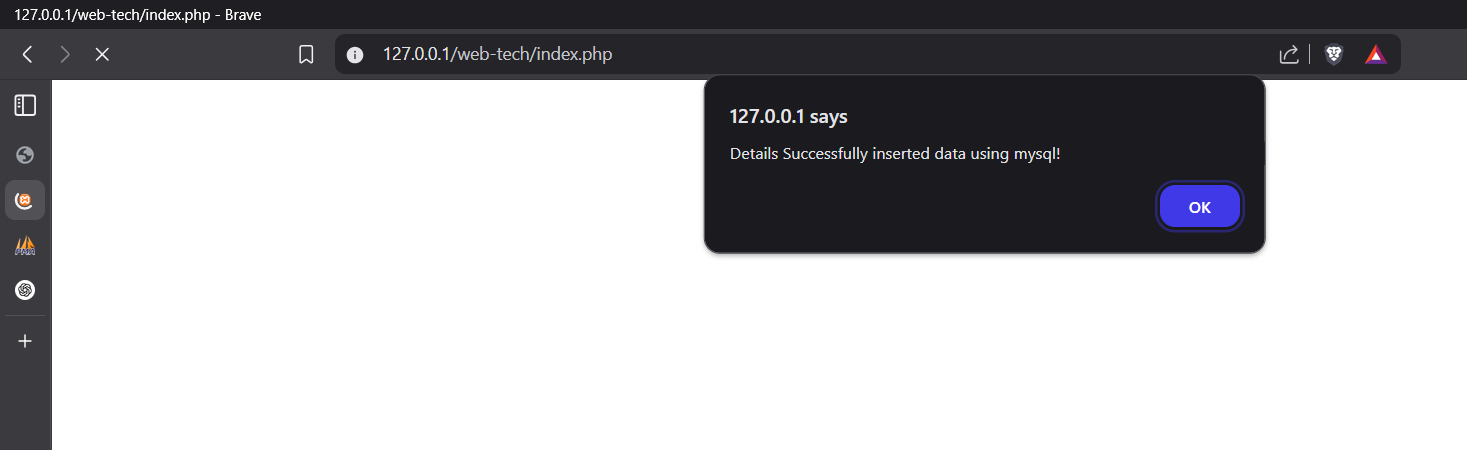 127.0.0.1/web-tech/index.php - Brave
127.0.0.1/web-tech/index.php
127.0.0.1 says
Details Successfully inserted data using mysql!
OK
PMA